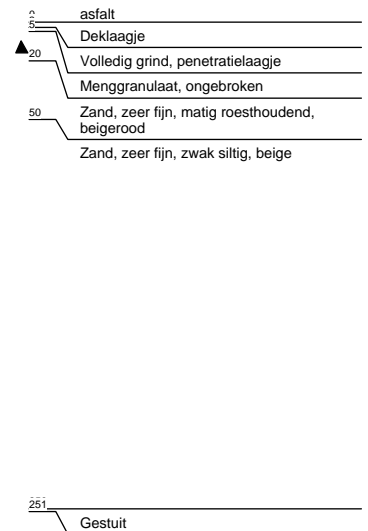 asfalt
5
Deklaagje
20
Volledig grind, penetratielaagje
Menggranulaat, ongebroken
50
Zand, zeer fijn, matig roesthoudend,
beigerood
Zand, zeer fijn, zwak siltig, beige
251
Gestuit